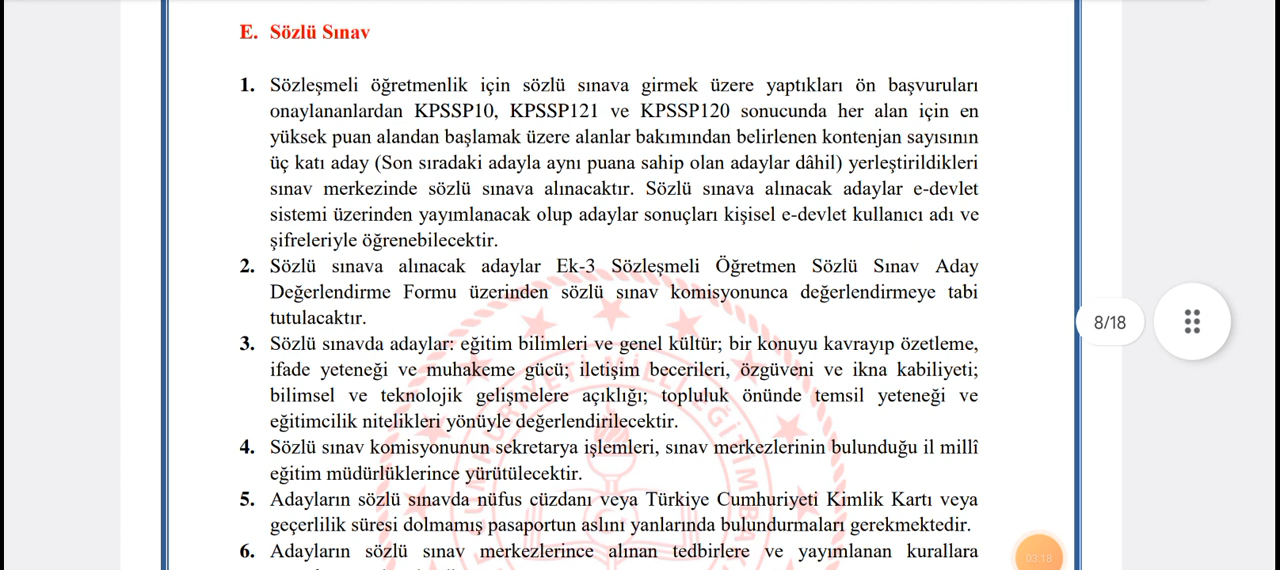 E. Sözlü Sınav
1. Sözleşmeli öğretmenlik için sözlü sınava girmek üzere yaptıkları ön başvuruları
onaylananlardan KPSSP10, KPSSP121 ve KPSSP120 sonucunda her alan için en
yüksek puan alandan başlamak üzere alanlar bakımından belirlenen kontenjan sayısının
üç katı aday (Son sıradaki adayla aynı puana sahip olan adaylar dâhil) yerleştirildikleri
sınav merkezinde sözlü sınava alınacaktır. Sözlü sınava alınacak adaylar e-devlet
sistemi üzerinden yayımlanacak olup adaylar sonuçları kişisel e-devlet kullanıcı adı ve
şifreleriyle öğrenebilecektir.
2. Sözlü sınava alınacak adaylar Ek-3 Sözleşmeli Öğretmen Sözlü Sınav Aday
Değerlendirme Formu üzerinden sözlü sınav komisyonunca değerlendirmeye tabi
tutulacaktır.
3. Sözlü sınavda adaylar: eğitim bilimleri ve genel kültür; bir konuyu kavrayıp özetleme,
ifade yeteneği ve muhakeme gücü; iletişim becerileri, özgüveni ve ikna kabiliyeti;
bilimsel ve teknolojik gelişmelere açıklığı; topluluk önünde temsil yeteneği ve
eğitimcilik nitelikleri yönüyle değerlendirilecektir.
4. Sözlü sınav komisyonunun sekretarya işlemleri, sınav merkezlerinin bulunduğu il millî
eğitim müdürlüklerince yürütülecektir.
5. Adayların sözlü sınavda nüfus cüzdanı veya Türkiye Cumhuriyeti Kimlik Kartı veya
geçerlilik süresi dolmamış pasaportun aslını yanlarında bulundurmaları gerekmektedir.
6. Adayların sözlü sınav merkezlerince alınan tedbirlere ve yayımlanan kurallara
8/18
03:18